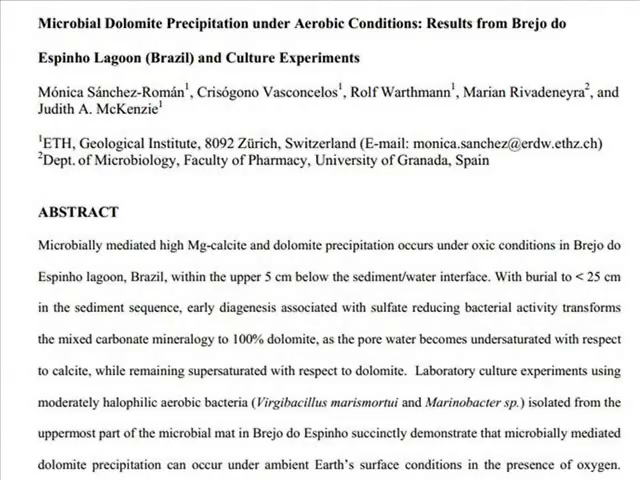 Microbial Dolomite Precipitation under Aerobic Conditions: Results from Brejo do
Espinho Lagoon (Brazil) and Culture Experiments
Mónica Sánchez-Román1, Crisógono Vasconcelos1, Rolf Warthmann1, Marian Rivadeneyra2, and
Judith A. McKenzie1
1ETH, Geological Institute, 8092 Zürich, Switzerland (E-mail: monica.sanchez@erdw.ethz.ch)
2Dept. of Microbiology, Faculty of Pharmacy, University of Granada, Spain
ABSTRACT
Microbially mediated high Mg-calcite and dolomite precipitation occurs under oxic conditions in Brejo do
Espinho lagoon, Brazil, within the upper 5 cm below the sediment/water interface. With burial to < 25 cm
in the sediment sequence, early diagenesis associated with sulfate reducing bacterial activity transforms
the mixed carbonate mineralogy to 100% dolomite, as the pore water becomes undersaturated with respect
to calcite, while remaining supersaturated with respect to dolomite. Laboratory culture experiments using
moderately halophilic aerobic bacteria (Virgibacillus marismortui and Marinobacter sp.) isolated from the
uppermost part of the microbial mat in Brejo do Espinho succinctly demonstrate that microbially mediated
dolomite precipitation can occur under ambient Earth's surface conditions in the presence of oxygen.